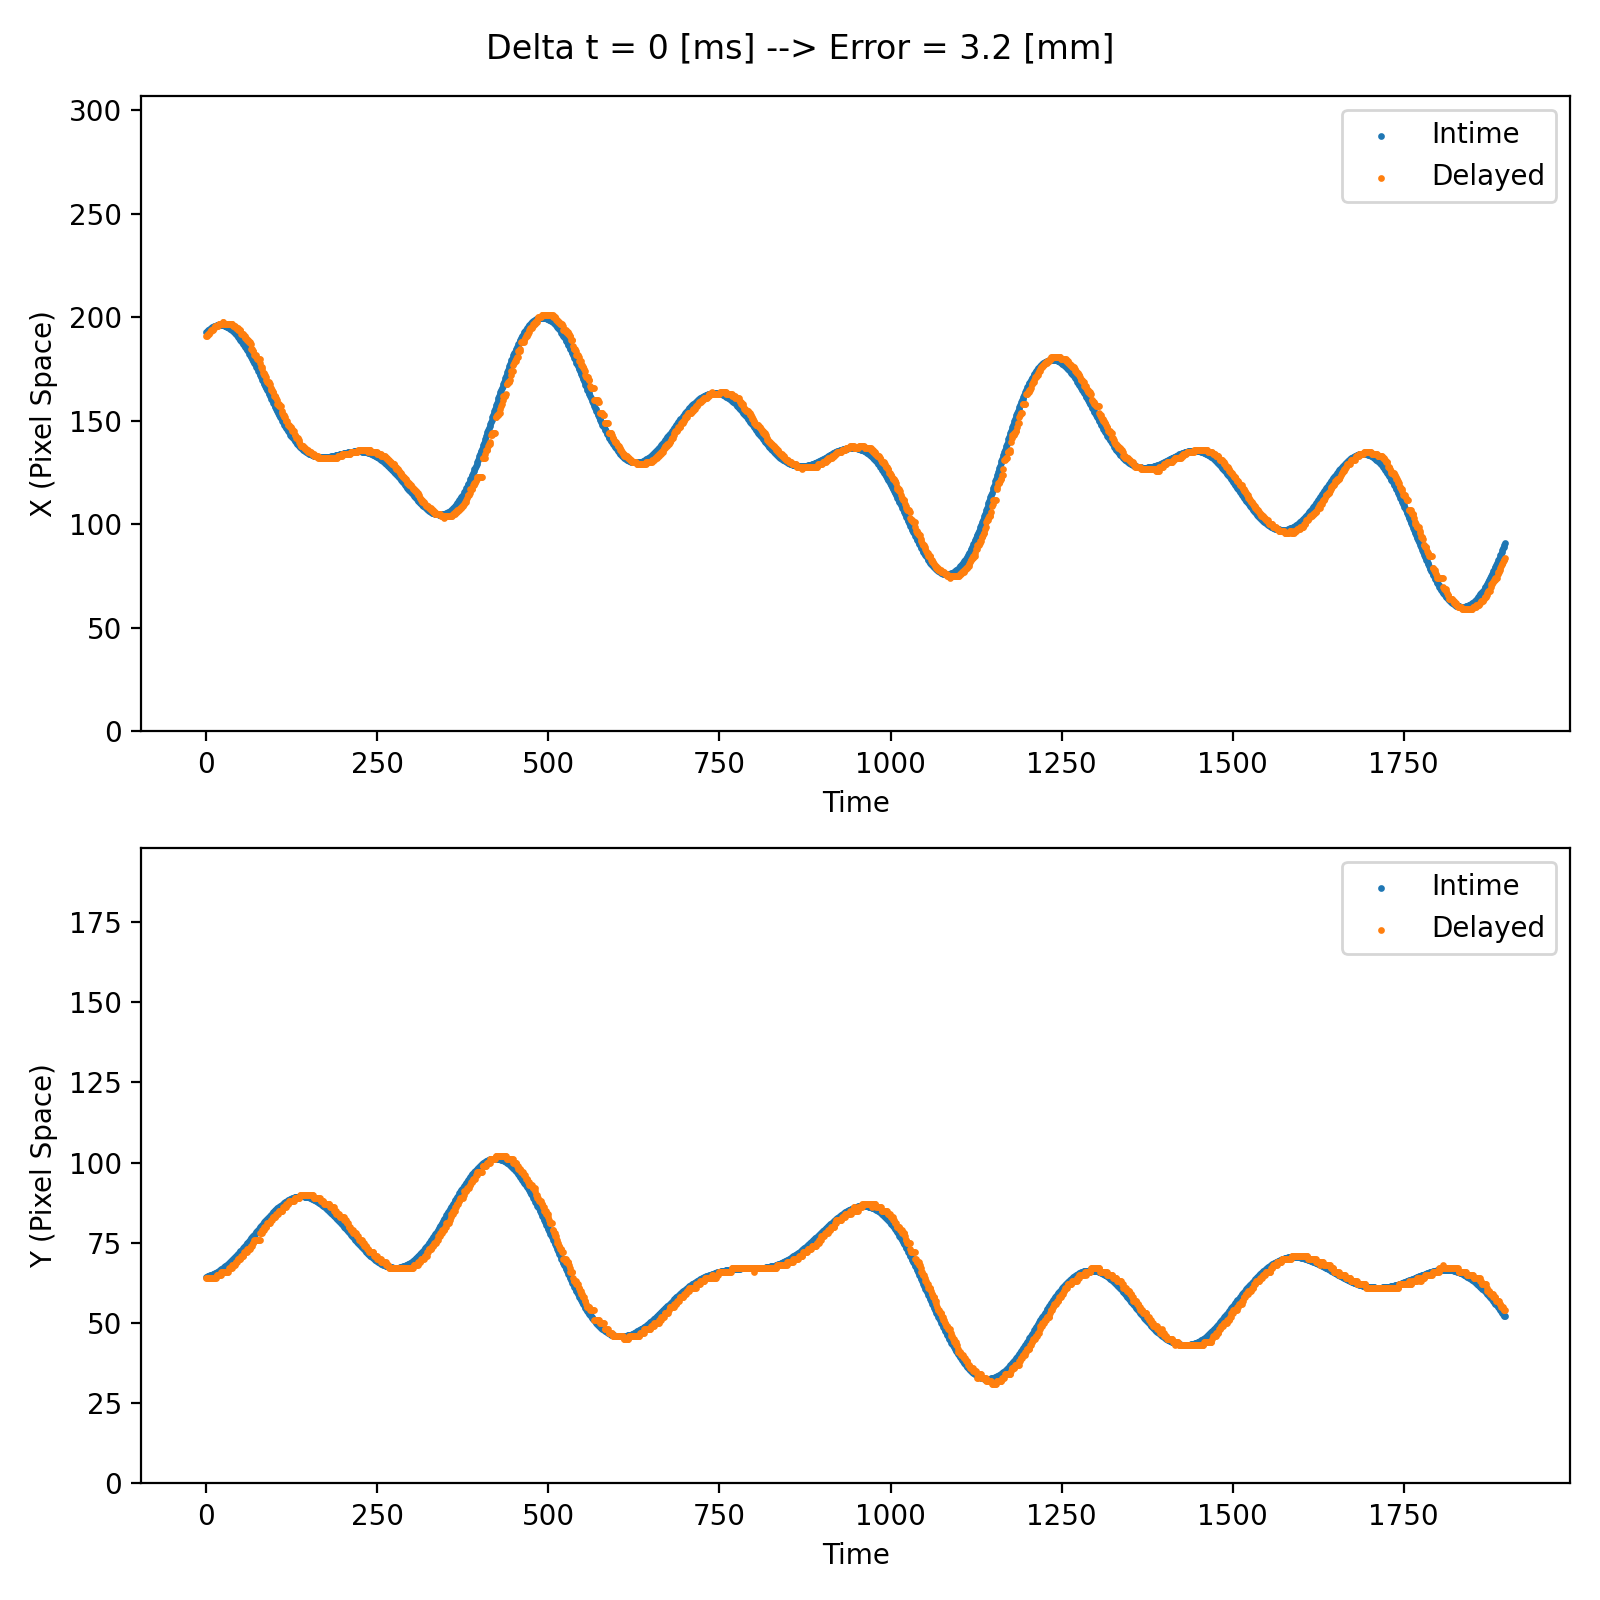 Delta t = 0 [ms] --> Error = 3.2 [mm]
300
250
200
150
100
50
0
X (Pixel Space)
Intime
Delayed
0 250 500 750 1000 1250 1500 1750
Time
175
150
125
100
75
50
25
0
Y (Pixel Space)
Intime
Delayed
0 250 500 750 1000 1250 1500 1750
Time